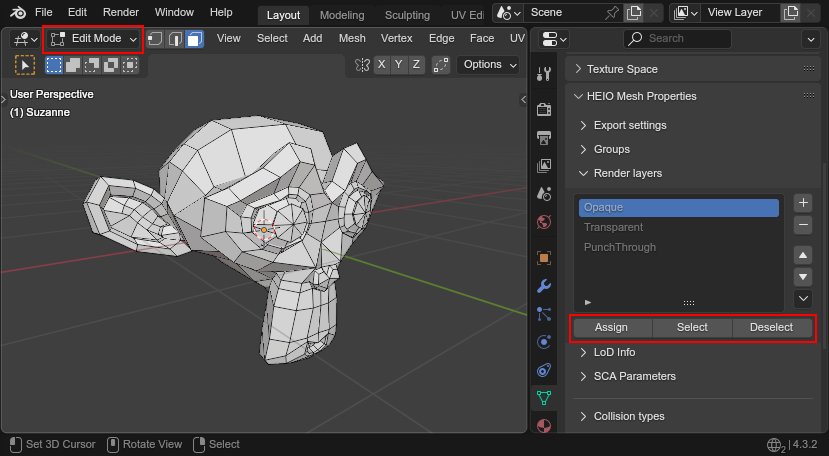 File Edit Render Window Help Layout Modeling Sculpting UV Edi Scene View Layer
Edit Mode View Select Add Mesh Vertex Edge Face UV Search
X Y Z Options
User Perspective
(1) Suzanne
Texture Space
HEIO Mesh Properties
Export settings
Groups
Render layers
Opaque
Transparent
PunchThrough
Assign Select Deselect
LoD Info
SCA Parameters
Collision types
Set 3D Cursor Rotate View Select 2 | 4.3.2